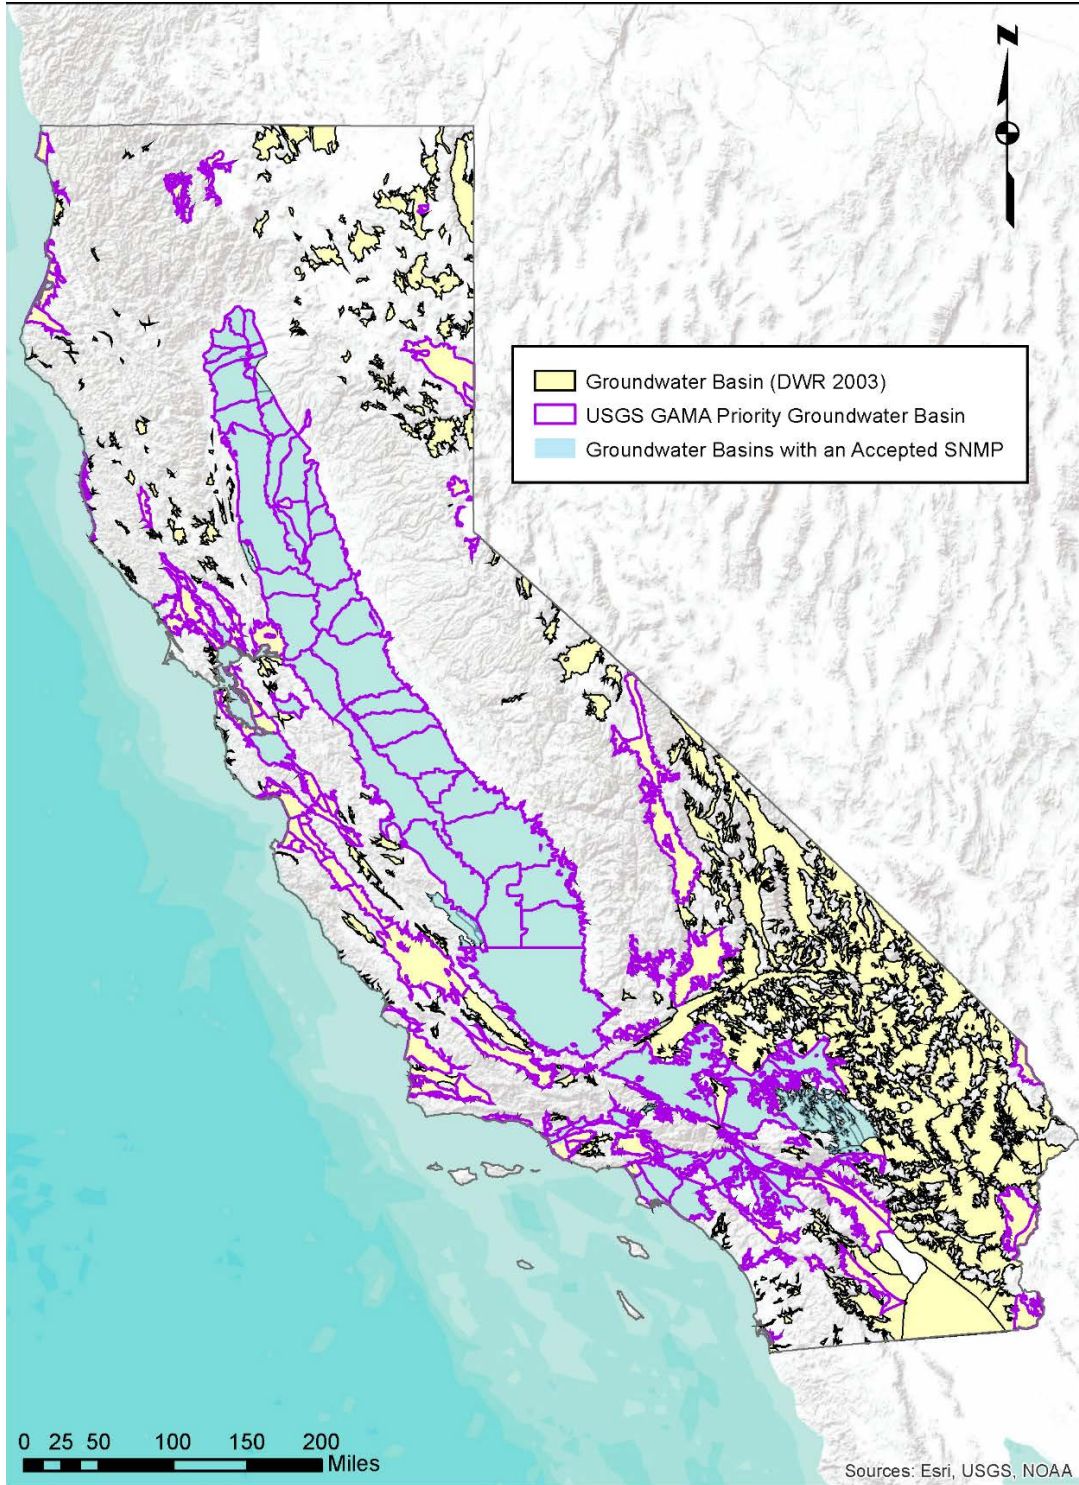 N
Groundwater Basin (DWR 2003)
USGS GAMA Priority Groundwater Basin
Groundwater Basins with an Accepted SNMP
0 25 50 100 150 200
Miles
Sources: Esri, USGS, NOAA